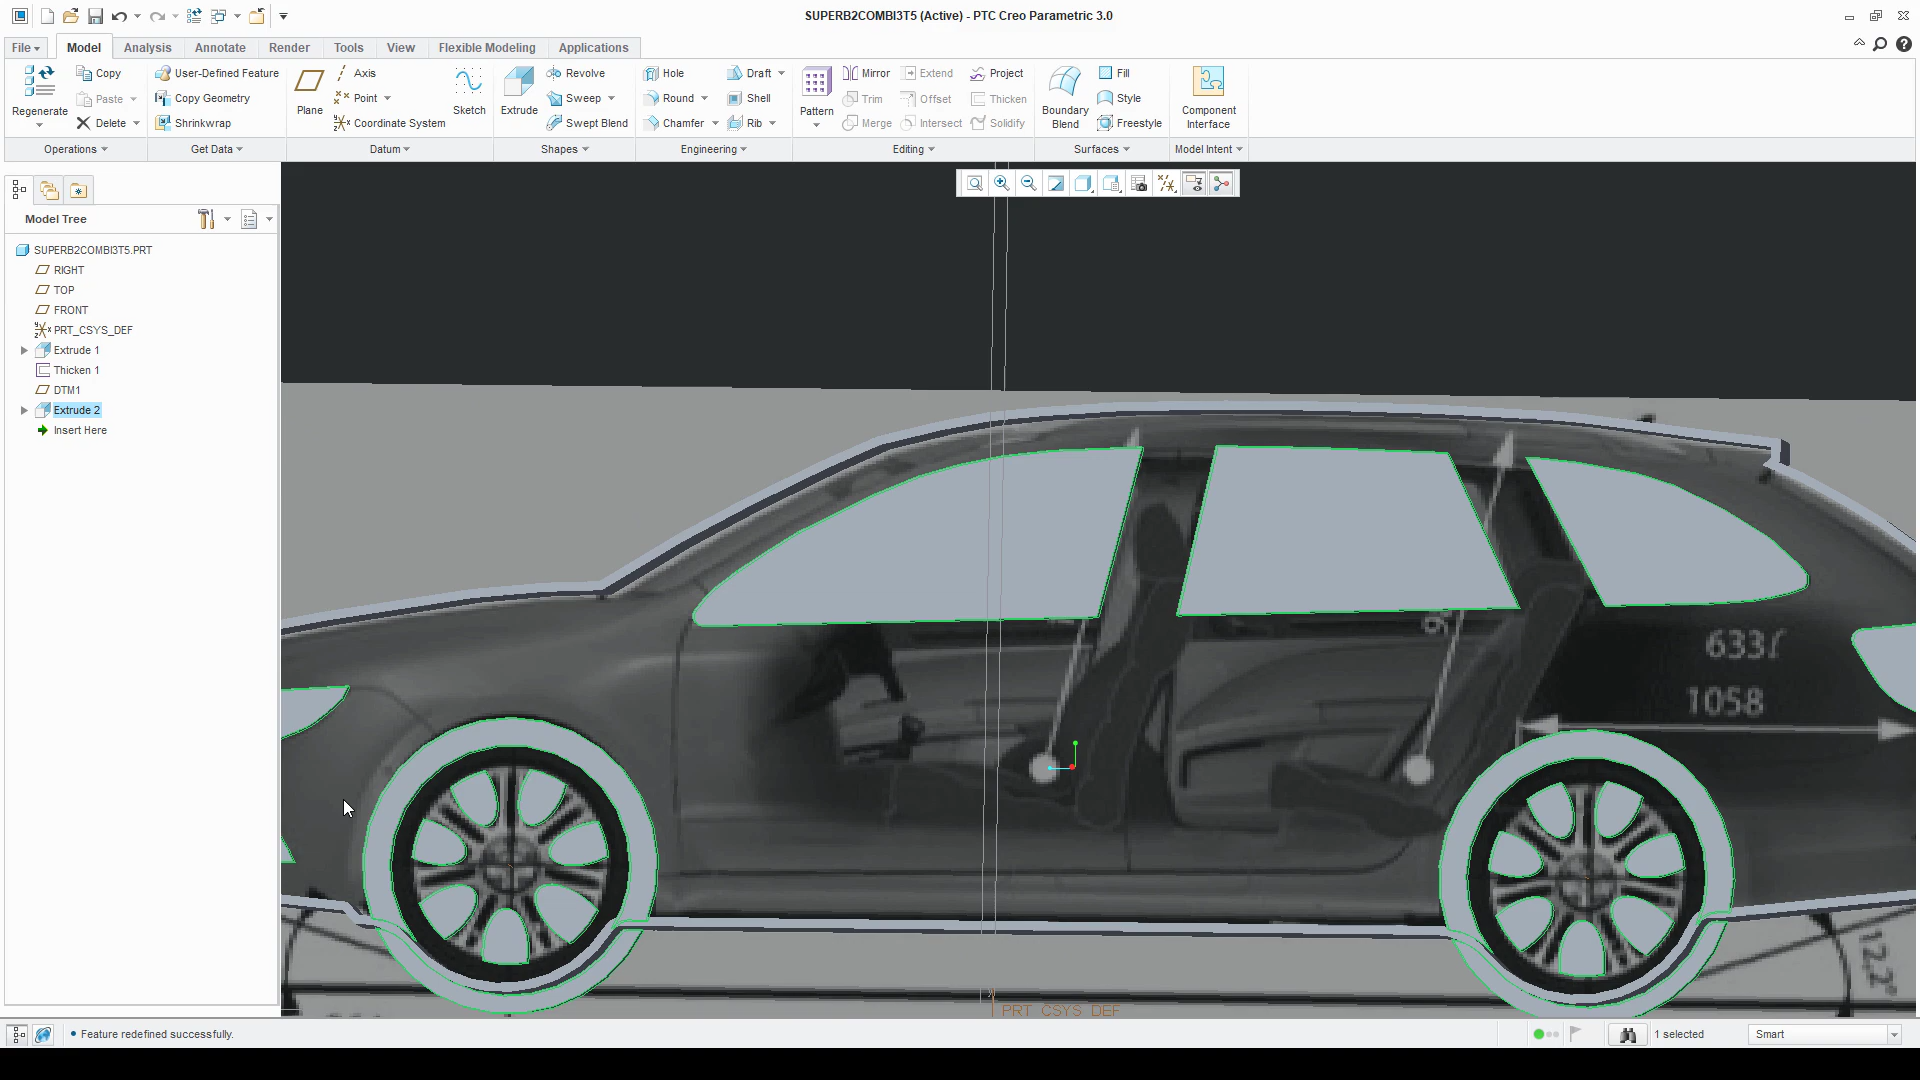 SUPERB2COMBI3T5 (Active) - PTC Creo Parametric 3.0
File Model Analysis Annotate Render Tools View Flexible Modeling Applications
Regenerate
Copy
Paste
Delete
User-Defined Feature
Copy Geometry
Shrinkwrap
Plane
Axis
Point
Coordinate System
Sketch
Extrude
Revolve
Sweep
Swept Blend
Hole
Round
Chamfer
Draft
Shell
Rib
Pattern
Mirror
Trim
Merge
Extend
Offset
Intersect
Project
Thicken
Solidify
Boundary
Blend
Fill
Style
Freestyle
Component
Interface
Operations Get Data Datum Shapes Engineering Editing Surfaces Model Intent
Model Tree
SUPERB2COMBI3T5.PRT
RIGHT
TOP
FRONT
PRT_CSYS_DEF
Extrude 1
Thicken 1
DTM1
Extrude 2
Insert Here
1058
122°
PRT_CSYS_DEF
Feature redefined successfully.
1 selected
Smart